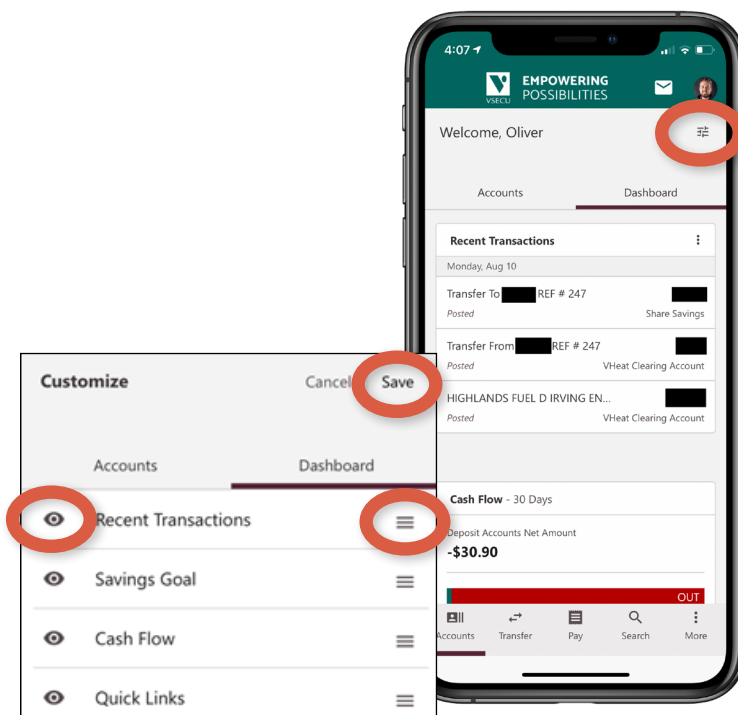 4:07
VSECU
EMPOWERING
POSSIBILITIES
Welcome, Oliver
Accounts Dashboard
Recent Transactions
Monday, Aug 10
Transfer To REF # 247
Posted Share Savings
Transfer From REF # 247
Posted VHeat Clearing Account
HIGHLANDS FUEL D IRVING EN...
Posted VHeat Clearing Account
Cash Flow - 30 Days
Deposit Accounts Net Amount
-$30.90
OUT
Accounts Transfer Pay Search More
Customize Cancel Save
Accounts Dashboard
Recent Transactions
Savings Goal
Cash Flow
Quick Links